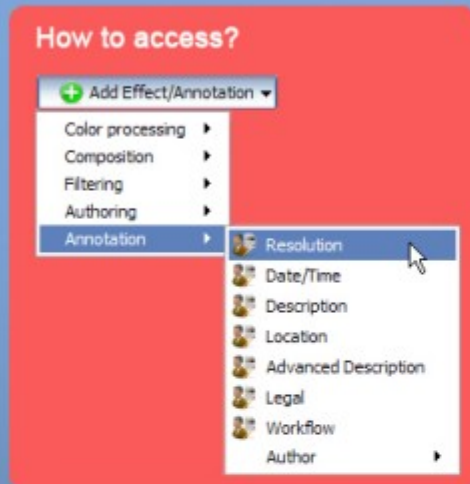 How to access?
Add Effect/Annotation
Color processing
Composition
Filtering
Authoring
Annotation
Resolution
Date/Time
Description
Location
Advanced Description
Legal
Workflow
Author